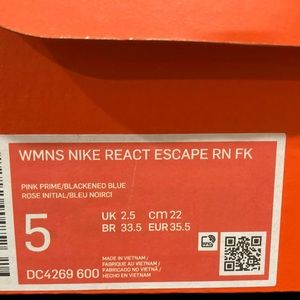 WMNS NIKE REACT ESCAPE RN FK
PINK PRIME/BLACKENED BLUE
ROSE INITIAL/BLEU NOIRCI
5
UK 2.5 CM 22
BR 33.5 EUR 35.5
MADE IN VIETNAM/
FABRIQUÉ AU VIETNAM/
FABRICADO NO VIETNÃ/
HECHO EN VIETNAM
DC4269 600